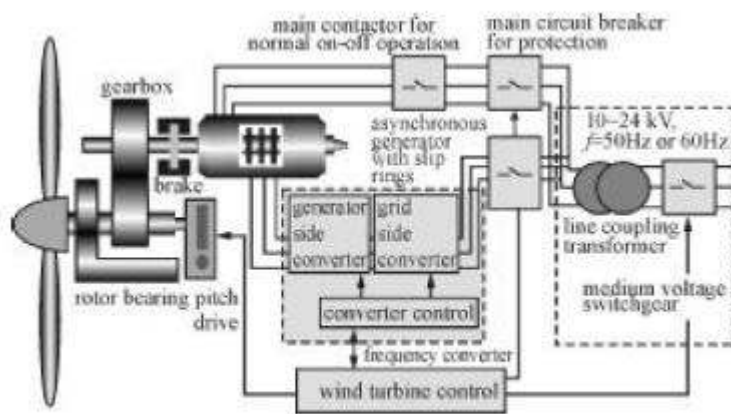 main contactor for
normal on-off operation
main circuit breaker
for protection
gearbox
asynchronous
generator
with slip
rings
10~24 kV,
f=50Hz or 60Hz
brake
generator
side
converter
grid
side
converter
line coupling
transformer
rotor bearing pitch
drive
medium voltage
switchgear
converter control
frequency converter
wind turbine control